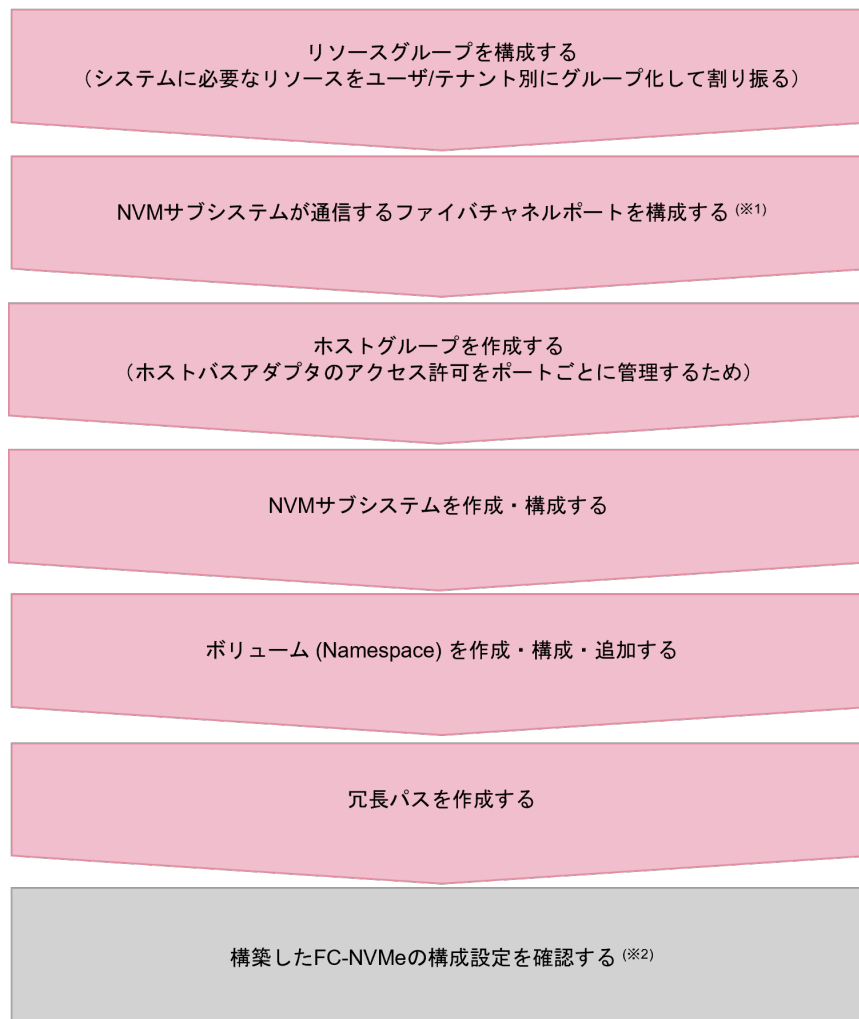 リソースグループを構成する
（システムに必要なリソースをユーザ/テナント別にグループ化して割り振る）
NVMサブシステムが通信するファイバチャネルポートを構成する (※1)
ホストグループを作成する
（ホストバスアダプタのアクセス許可をポートごとに管理するため）
NVMサブシステムを作成・構成する
ボリューム (Namespace) を作成・構成・追加する
冗長パスを作成する
構築したFC-NVMeの構成設定を確認する (※2)